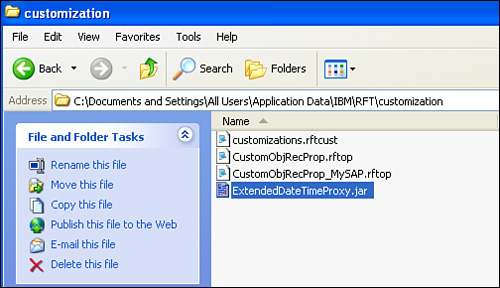 customization
File Edit View Favorites Tools Help
Back Search Folders
Address C:\Documents and Settings\All Users\Application Data\IBM\RFT\customization
File and Folder Tasks
Rename this file
Move this file
Copy this file
Publish this file to the Web
E-mail this file
Delete this file
Name
customizations.rftcust
CustomObjRecProp.rftop
CustomObjRecProp_MySAP.rftop
ExtendedDateTimeProxy.jar